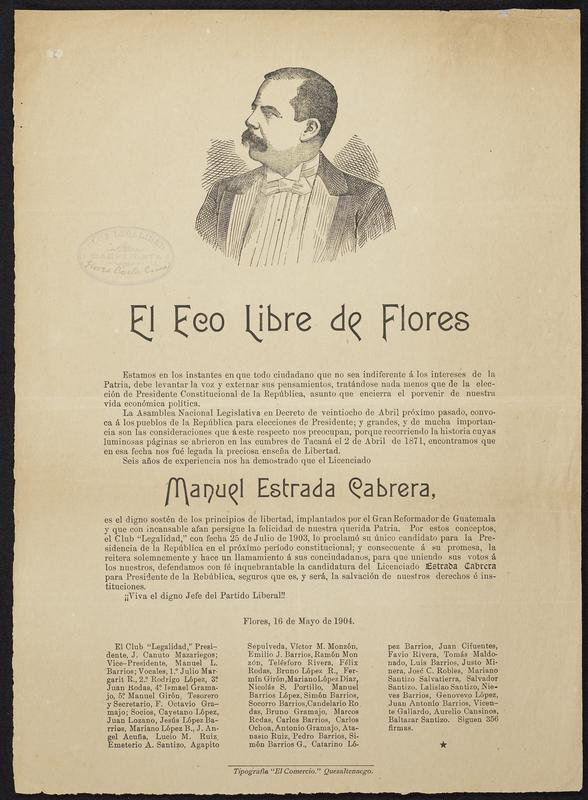 CLUB LEGALIDAD
El Eco Libre de Flores
Estamos en los instantes en que todo ciudadano que no sea indiferente á los intereses de la
Patria, debe levantar la voz y externar sus pensamientos, tratándose nada menos que de la elec-
ción de Presidente Constitucional de la República, asunto que encierra el porvenir de nuestra
vida económica política.
La Asamblea Nacional Legislativa en Decreto de veintiocho de Abril próximo pasado, convo-
ca á los pueblos de la República para elecciones de Presidente; y grandes, y de mucha importan-
cia son las consideraciones que á este respeto nos preocupan, porque recorriendo la historia cuyas
luminosas páginas se abrieron en las cumbres de Tacaná el 2 de Abril de 1871, encontramos que
en esa fecha nos fué legada la preciosa enseña de Libertad.
Seis años de experiencia nos ha demostrado que el Licenciado
Manuel Estrada Cabrera,
es el digno sostén de los principios de libertad, implantados por el Gran Reformador de Guatemala
y que con incansable afan persigue la felicidad de nuestra querida Patria. Por estos conceptos,
el Club "Legalidad," con fecha 25 de Julio de 1903, lo proclamó su único candidato para la Pre-
sidencia de la República en el próximo período constitucional; y consecuente á su promesa, la
reitera solemnemente y hace un llamamiento á sus conciudadanos, para que uniendo sus votos á
los nuestros, defendamos con fé inquebrantable la candidatura del Licenciado Estrada Cabrera
para Presidente de la Rebública, seguros que es, y será, la salvación de nuestros derechos é ins-
tituciones.
¡¡Viva el digno Jefe del Partido Liberal!!
Flores, 16 de Mayo de 1904.
El Club "Legalidad," Presi-
dente, J. Canuto Mazariegos;
Vice-Presidente, Manuel L.
Barrios; Vocales, 1.º Julio Mar-
garit R., 2.º Rodrigo López, 3º
Juan Rodas, 4º Ismael Grama-
jo, 5º Manuel Girón, Tesorero
y Secretario, F. Octavio Gra-
majo; Socios, Cayetano López,
Juan Lozano, Jesús López Ba-
rrios, Mariano López B., J. An-
gel Acuña, Lucio M. Ruiz,
Emeterio A. Santizo, Agapito
Sepulveda, Víctor M. Monzón,
Emilio J. Barrios, Ramón Mon
zón, Telésforo Rivera, Félix
Rodas, Bruno López R., Fer-
mín Girón, Mariano López Díaz,
Nicolás S. Portillo, Manuel
Barrios López, Simón Barrios,
Socorro Barrios, Candelario Ro
das, Bruno Gramajo, Marcos
Rodas, Carlos Barrios, Carlos
Ochoa, Antonio Gramajo, Ata-
nasio Ruiz, Pedro Barrios, Si-
món Barrios G., Catarino Ló-
pez Barrios, Juan Cifuentes,
Favio Rivera, Tomás Maldo-
nado, Luis Barrios, Justo Mi-
nera, José C. Robles, Mariano
Santizo Salvatierra, Salvador
Santizo, Lalislao Santizo, Nie-
ves Barrios, Genovevo López,
Juan Antonio Barrios, Vicen-
te Gallardo, Aurelio Cansinos,
Baltazar Santizo. Siguen 356
firmas.
Tipografía "El Comercio." Quezaltenango.